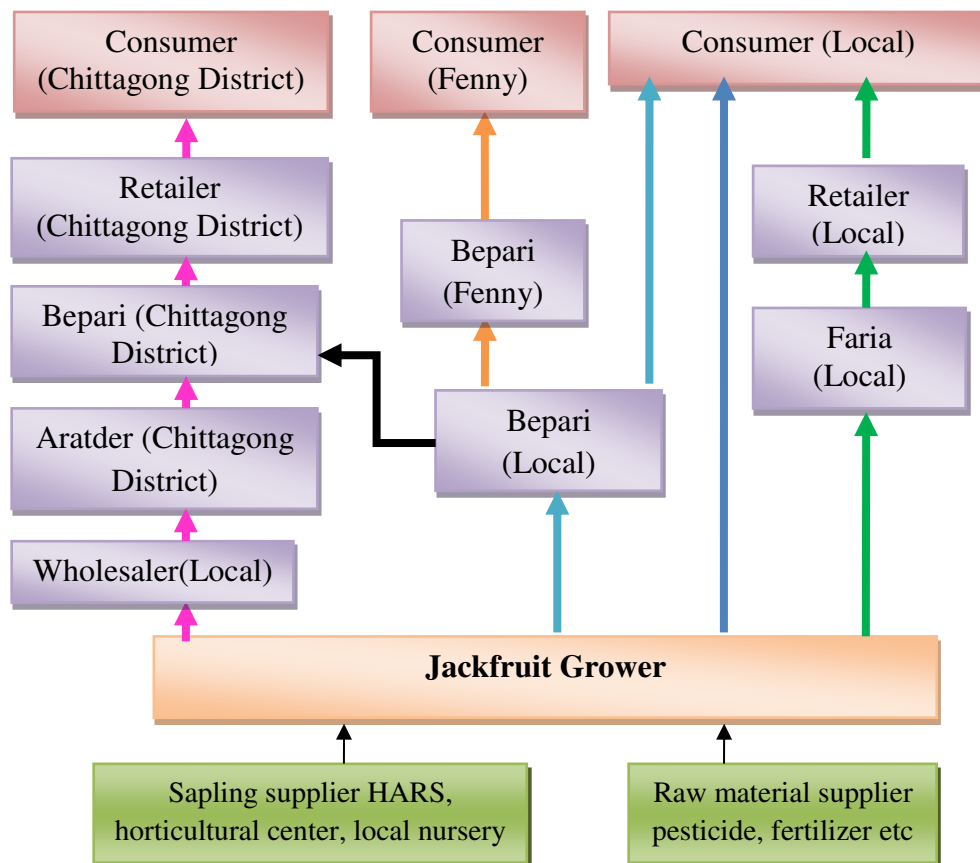 Consumer
(Chittagong District)
Consumer
(Fenny)
Consumer (Local)
Retailer
(Chittagong District)
Retailer
(Local)
Bepari
(Fenny)
Bepari (Chittagong
District)
Faria
(Local)
Aratder (Chittagong
District)
Bepari
(Local)
Wholesaler(Local)
Jackfruit Grower
Sapling supplier HARS,
horticultural center, local nursery
Raw material supplier
pesticide, fertilizer etc